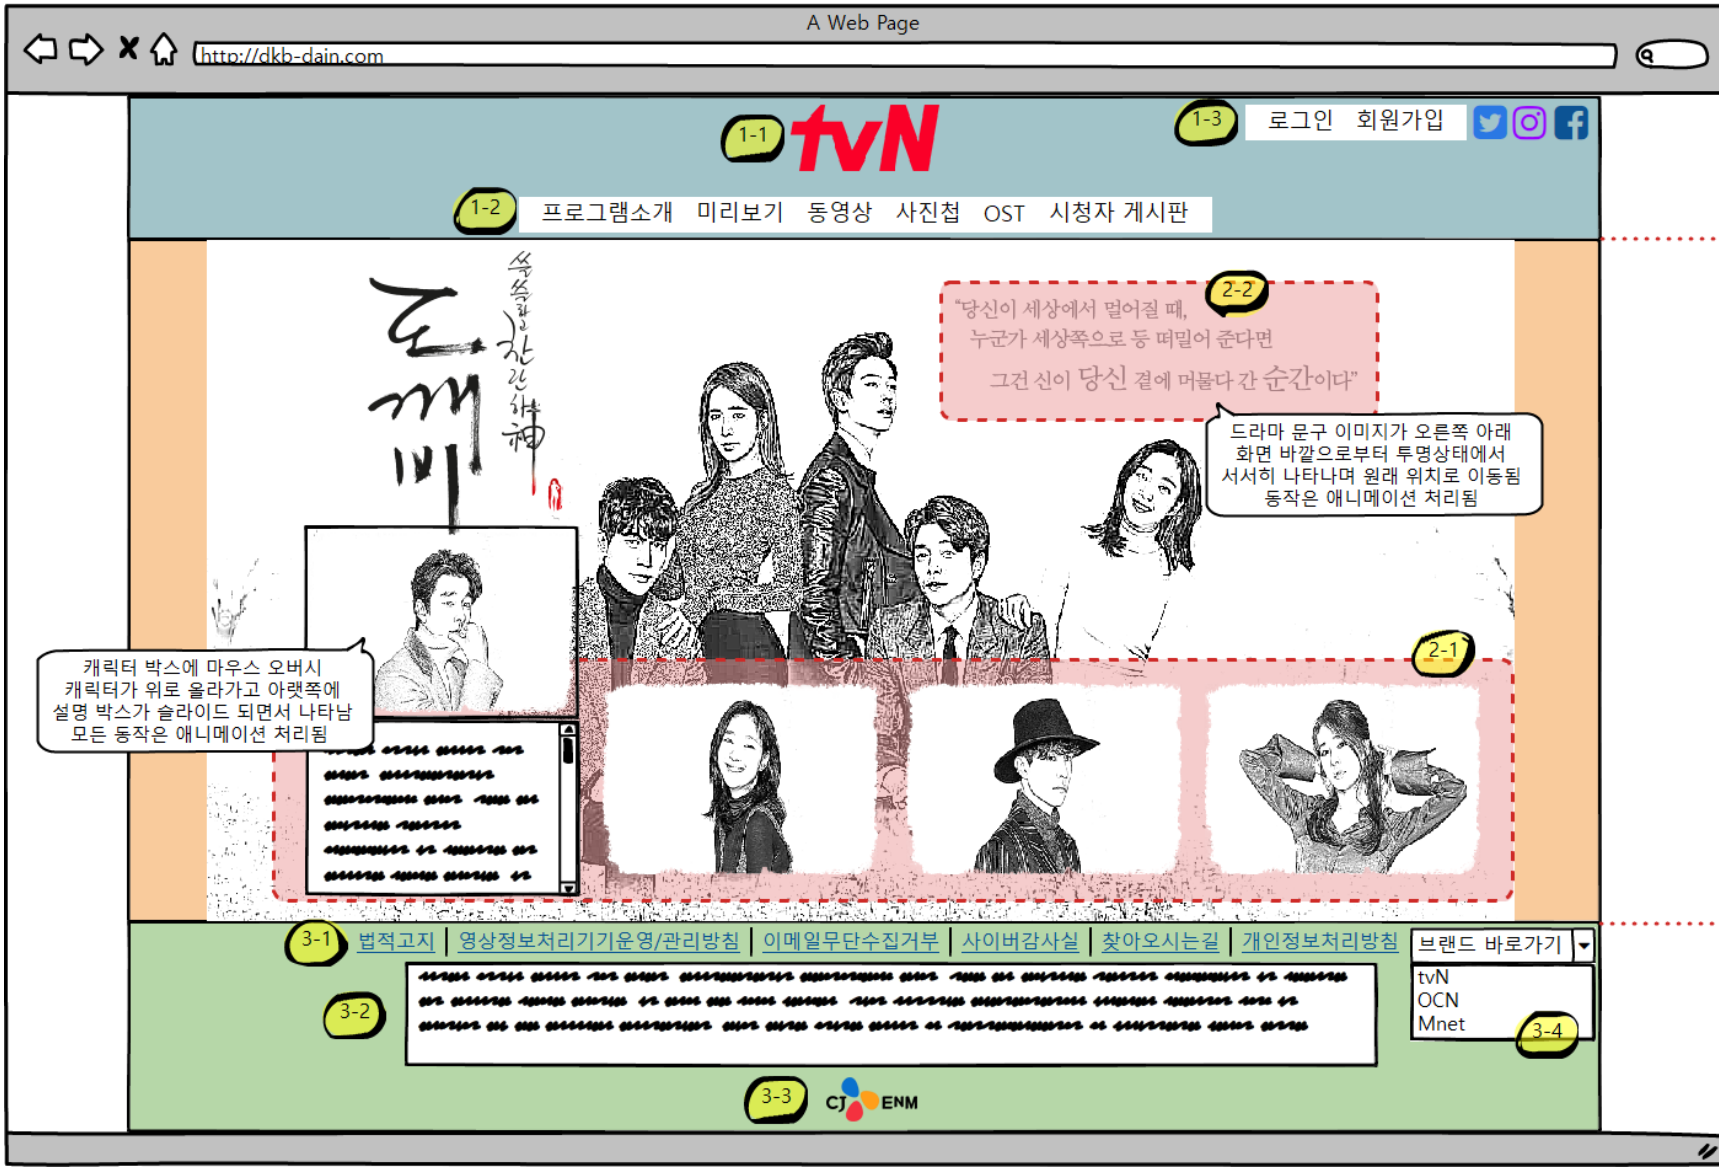 A Web Page
http://dkb-dain.com
1-1
tvN
1-3
로그인 회원가입
1-2
프로그램소개 미리보기 동영상 사진첩 OST 시청자 게시판
도깨비
쓸쓸하고 찬란하神
2-2
“당신이 세상에서 멀어질 때,
누군가 세상쪽으로 등 떠밀어 준다면
그건 신이 당신 곁에 머물다 간 순간이다”
드라마 문구 이미지가 오른쪽 아래
화면 바깥으로부터 투명상태에서
서서히 나타나며 원래 위치로 이동됨
동작은 애니메이션 처리됨
2-1
캐릭터 박스에 마우스 오버시
캐릭터가 위로 올라가고 아랫쪽에
설명 박스가 슬라이드 되면서 나타남
모든 동작은 애니메이션 처리됨
3-1
법적고지 | 영상정보처리기기운영/관리방침 | 이메일무단수집거부 | 사이버감사실 | 찾아오시는길 | 개인정보처리방침
브랜드 바로가기
tvN
OCN
Mnet
3-2
3-4
3-3
CJ ENM